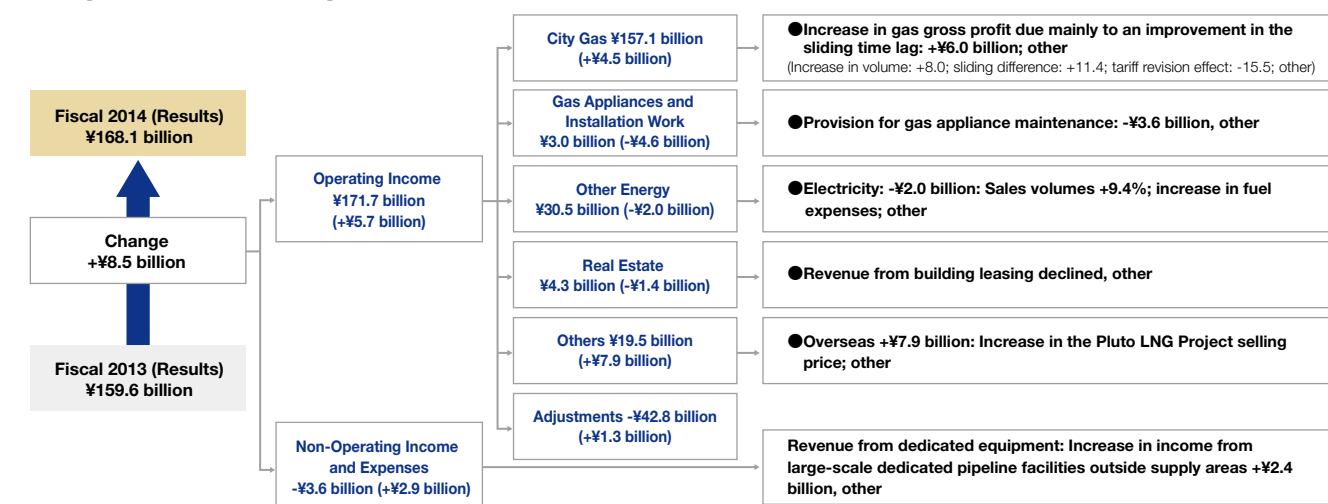 Fiscal 2014 (Results)
¥168.1 billion
Change
+¥8.5 billion
Fiscal 2013 (Results)
¥159.6 billion
Operating Income
¥171.7 billion
(+¥5.7 billion)
Non-Operating Income
and Expenses
-¥3.6 billion (+¥2.9 billion)
City Gas ¥157.1 billion
(+¥4.5 billion)
●Increase in gas gross profit due mainly to an improvement in the
sliding time lag: +¥6.0 billion; other
(Increase in volume: +8.0; sliding difference: +11.4; tariff revision effect: -15.5; other)
Gas Appliances and
Installation Work
¥3.0 billion (-¥4.6 billion)
●Provision for gas appliance maintenance: -¥3.6 billion, other
Other Energy
¥30.5 billion (-¥2.0 billion)
●Electricity: -¥2.0 billion: Sales volumes +9.4%; increase in fuel
expenses; other
Real Estate
¥4.3 billion (-¥1.4 billion)
●Revenue from building leasing declined, other
Others ¥19.5 billion
(+¥7.9 billion)
●Overseas +¥7.9 billion: Increase in the Pluto LNG Project selling
price; other
Adjustments -¥42.8 billion
(+¥1.3 billion)
Revenue from dedicated equipment: Increase in income from
large-scale dedicated pipeline facilities outside supply areas +¥2.4
billion, other